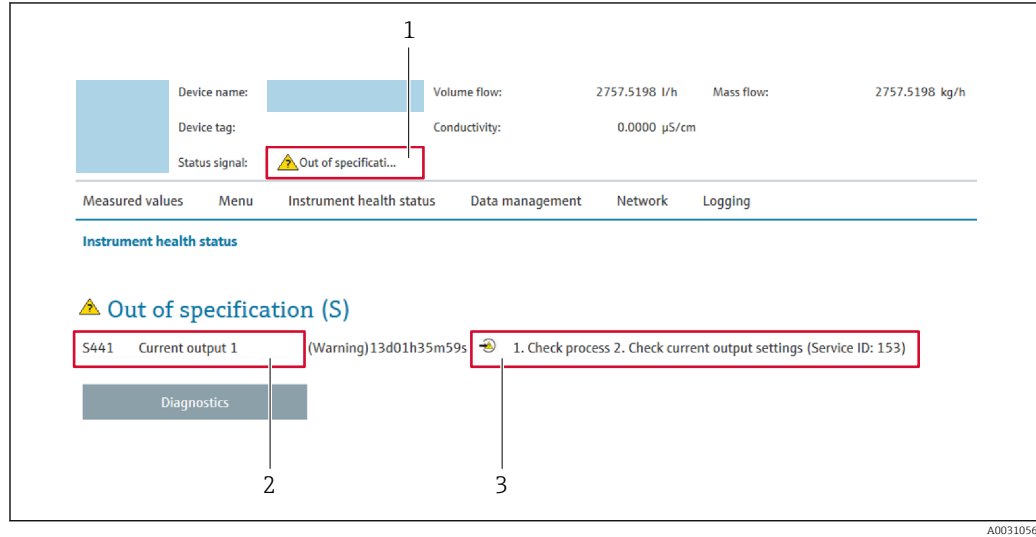 1
Device name:
Volume flow:
2757.5198 l/h
Mass flow:
2757.5198 kg/h
Device tag:
Conductivity:
0.0000 µS/cm
Status signal:
Out of specificati...
Measured values Menu Instrument health status Data management Network Logging
Instrument health status
Out of specification (S)
S441 Current output 1 (Warning)13d01h35m59s 1. Check process 2. Check current output settings (Service ID: 153)
Diagnostics
2 3
A0031056